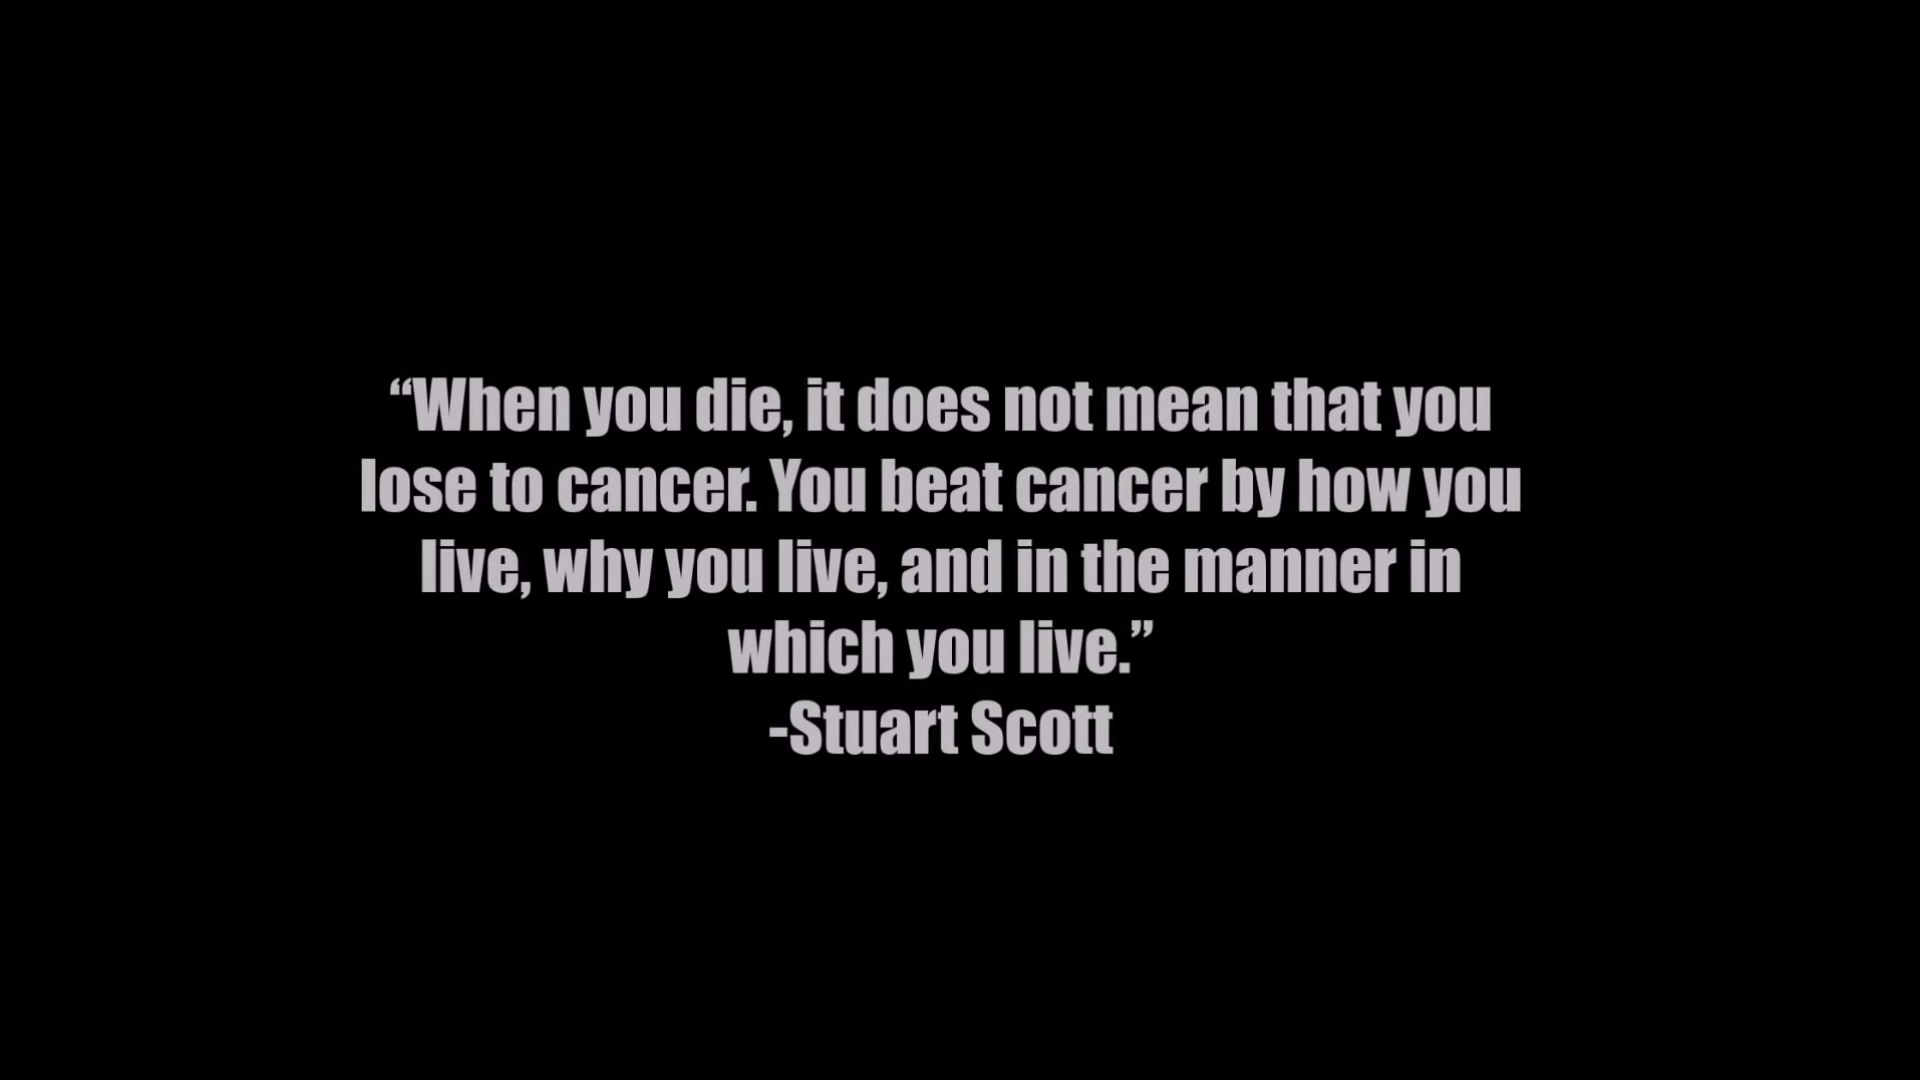 “When you die, it does not mean that you
lose to cancer. You beat cancer by how you
live, why you live, and in the manner in
which you live.”
-Stuart Scott